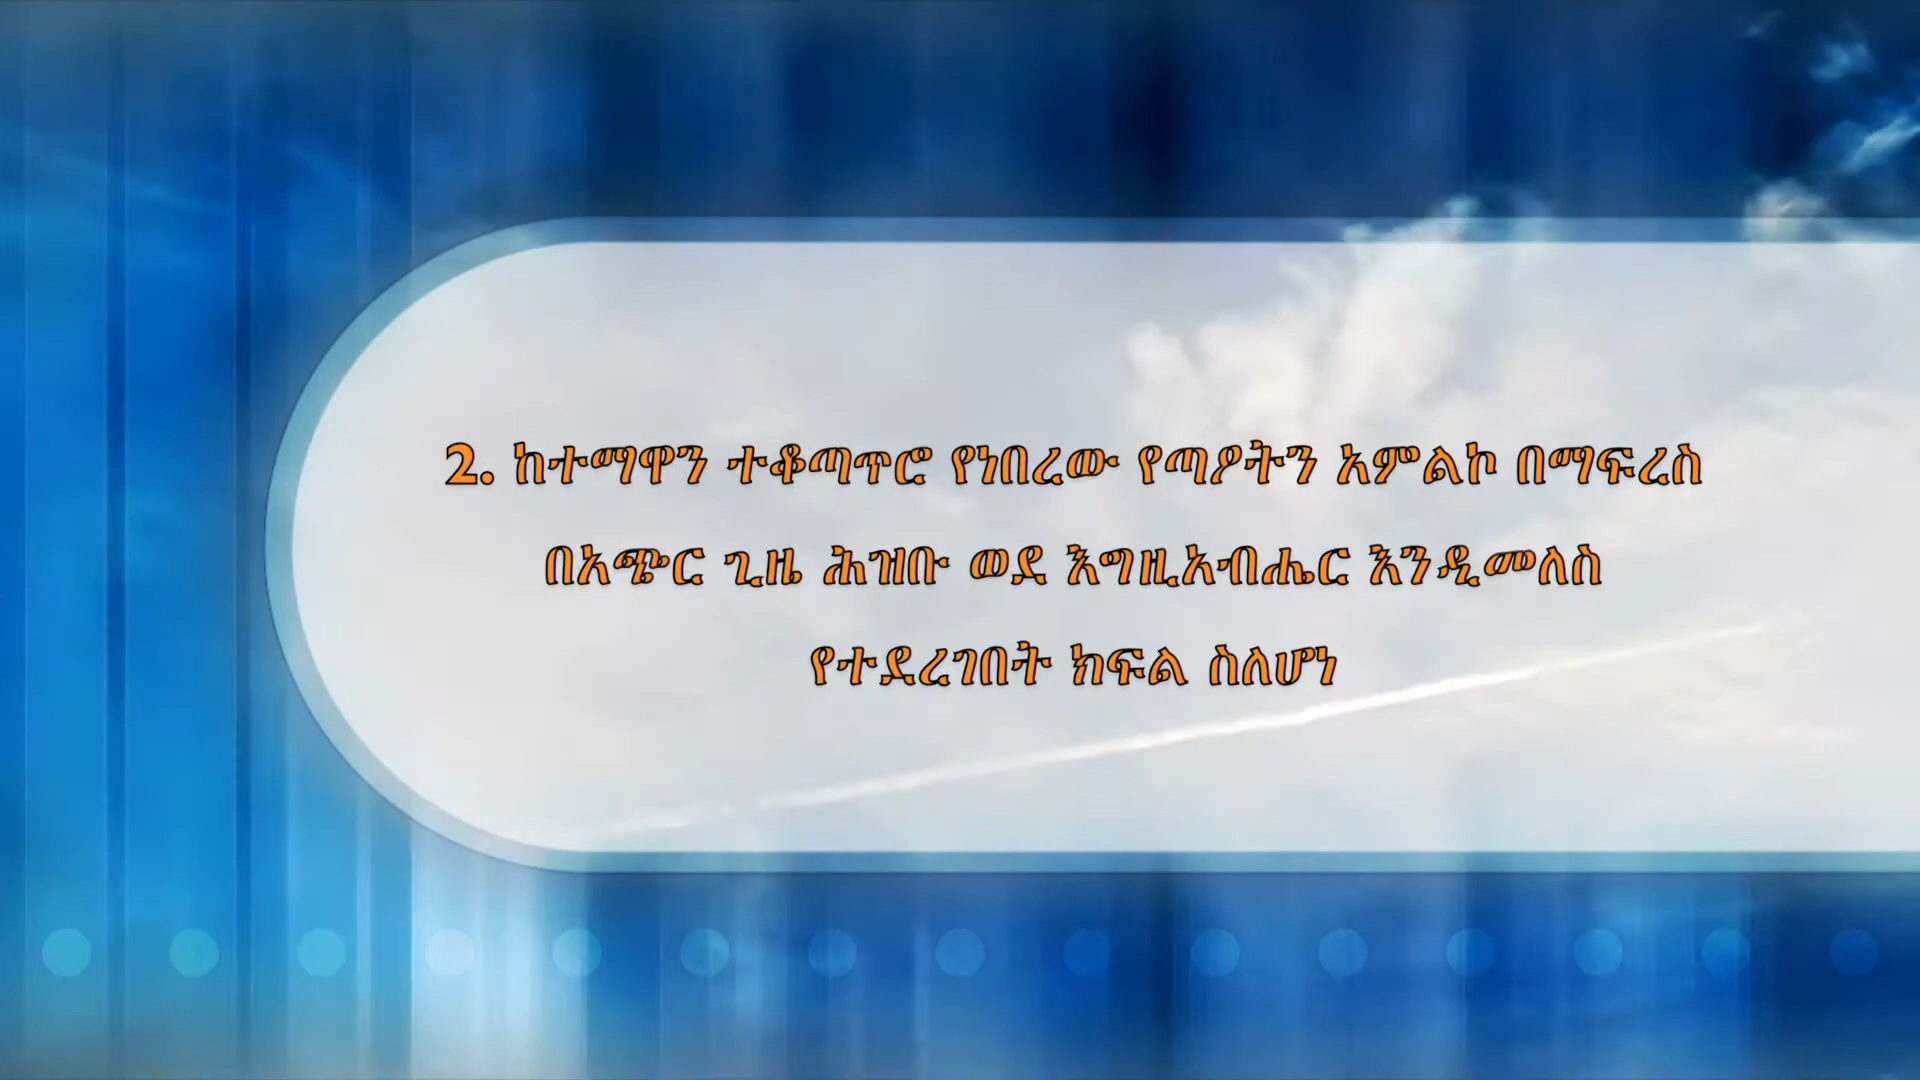 2. ከተማዋን ተቆጣጥሮ የነበረው የጣዖትን አምልኮ በማፍረስ
በአጭር ጊዜ ሕዝቡ ወደ እግዚአብሔር እንዲመለስ
የተደረገበት ክፍል ስለሆነ